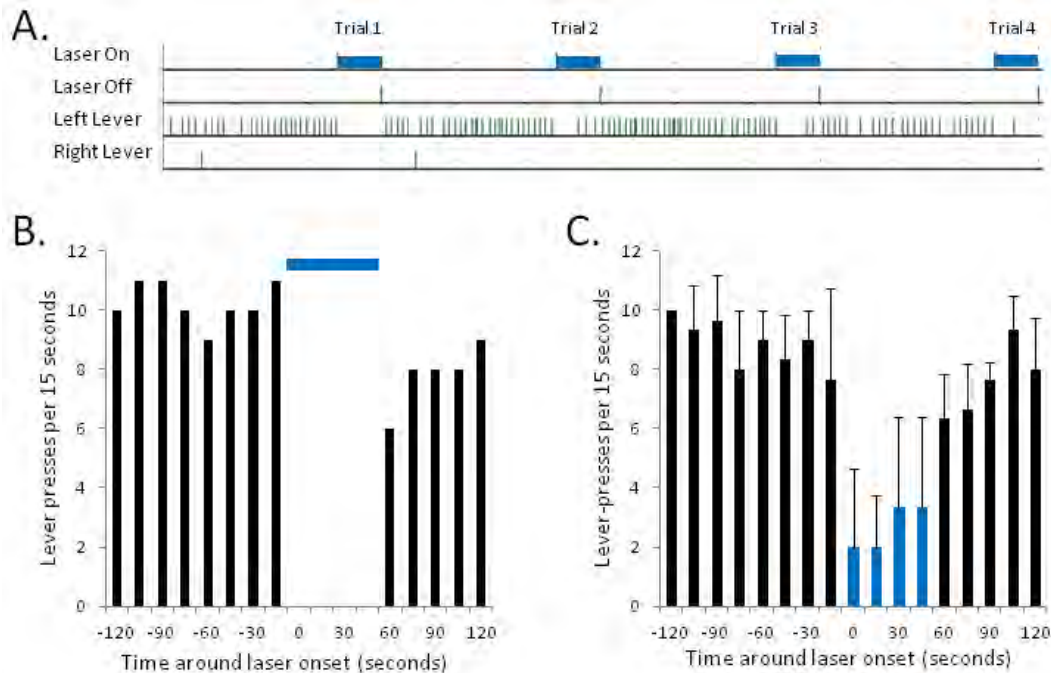 A.
Trial 1 Trial 2 Trial 3 Trial 4
Laser On
Laser Off
Left Lever
Right Lever
B.
12
10
8
6
4
2
0
Lever presses per 15 seconds
-120 -90 -60 -30 0 30 60 90 120
Time around laser onset (seconds)
C.
12
10
8
6
4
2
0
Lever-presses per 15 seconds
-120 -90 -60 -30 0 30 60 90 120
Time around laser onset (seconds)